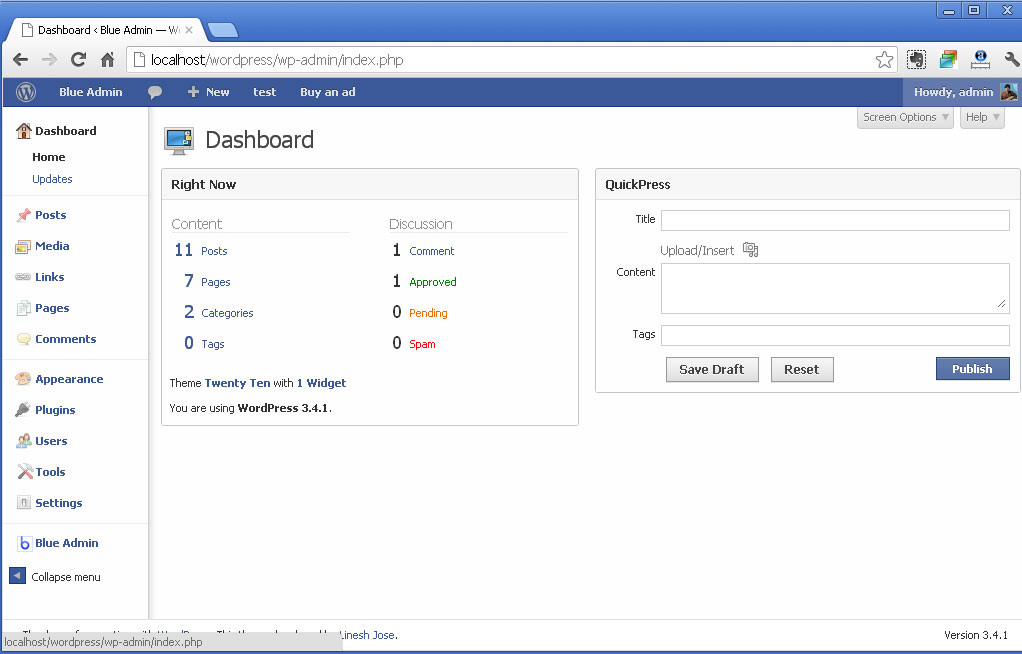 Dashboard ‹ Blue Admin — W
localhost/wordpress/wp-admin/index.php
Blue Admin + New test Buy an ad Howdy, admin
Screen Options Help
Dashboard
Home
Updates
Posts
Media
Links
Pages
Comments
Appearance
Plugins
Users
Tools
Settings
Blue Admin
Collapse menu
Dashboard
Right Now
Content Discussion
11 Posts 1 Comment
7 Pages 1 Approved
2 Categories 0 Pending
0 Tags 0 Spam
Theme Twenty Ten with 1 Widget
You are using WordPress 3.4.1.
QuickPress
Title
Upload/Insert
Content
Tags
Save Draft Reset Publish
Linesh Jose. Version 3.4.1
localhost/wordpress/wp-admin/index.php